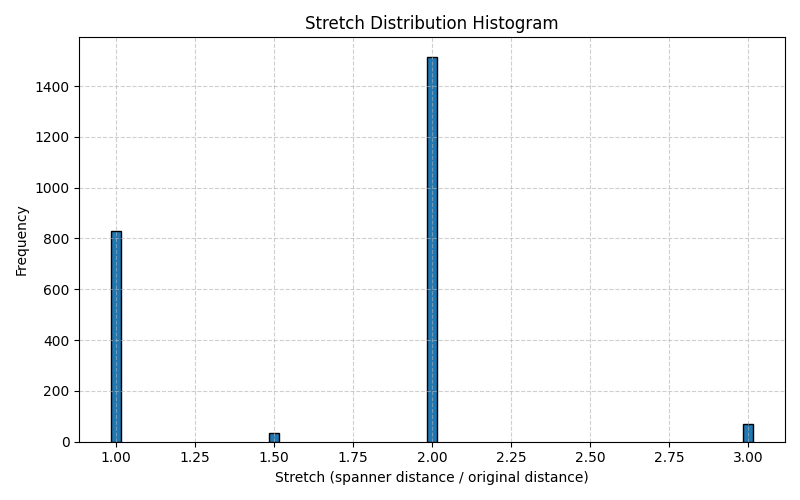 Stretch Distribution Histogram
Frequency
1400
1200
1000
800
600
400
200
0
1.00 1.25 1.50 1.75 2.00 2.25 2.50 2.75 3.00
Stretch (spanner distance / original distance)